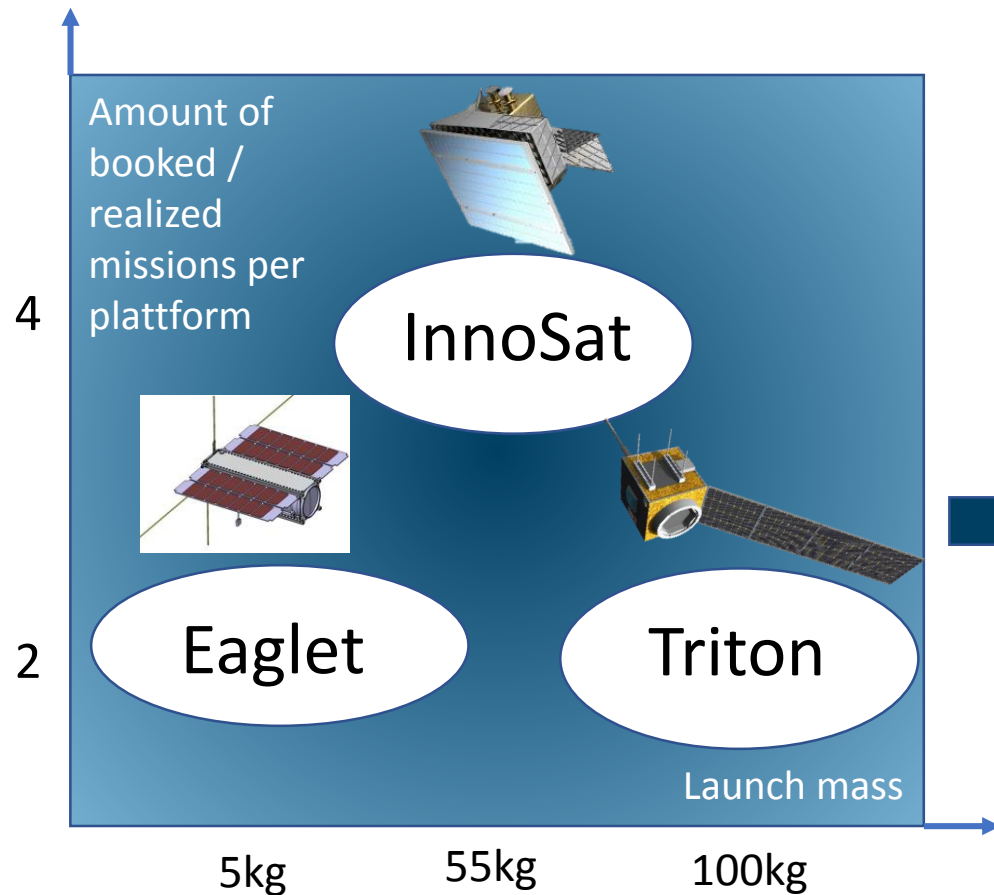 Amount of
booked /
realized
missions per
plattform
4
InnoSat
2
Eaglet
Triton
Launch mass
5kg
55kg
100kg